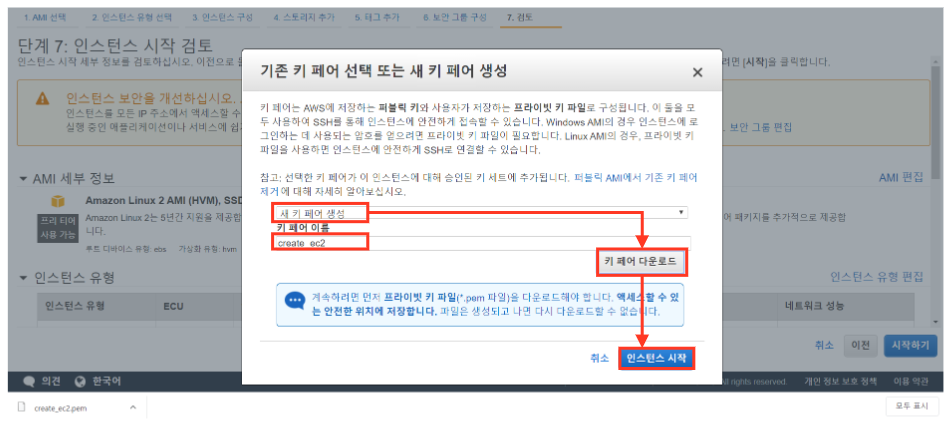 1. AMI 선택 2. 인스턴스 유형 선택 3. 인스턴스 구성 4. 스토리지 추가 5. 태그 추가 6. 보안 그룹 구성 7. 검토
단계 7: 인스턴스 시작 검토
인스턴스 시작 세부 정보를 검토하십시오. 이전으로
려면 [시작]을 클릭합니다.
인스턴스 보안을 개선하십시오.
인스턴스를 모든 IP 주소에서 액세스할 수
실행 중인 애플리케이션이나 서비스에 쉽
보안 그룹 편집
기존 키 페어 선택 또는 새 키 페어 생성
키 페어는 AWS에 저장하는 퍼블릭 키와 사용자가 저장하는 프라이빗 키 파일로 구성됩니다. 이 둘을 모
두 사용하여 SSH를 통해 인스턴스에 안전하게 접속할 수 있습니다. Windows AMI의 경우 인스턴스에 로
그인하는 데 사용되는 암호를 얻으려면 프라이빗 키 파일이 필요합니다. Linux AMI의 경우, 프라이빗 키
파일을 사용하면 인스턴스에 안전하게 SSH로 연결할 수 있습니다.
참고: 선택한 키 페어가 이 인스턴스에 대해 승인된 키 세트에 추가됩니다. 퍼블릭 AMI에서 기존 키 페어
제거 에 대해 자세히 알아보십시오.
새 키 페어 생성
키 페어 이름
create_ec2
키 페어 다운로드
계속하려면 먼저 프라이빗 키 파일(*.pem 파일)을 다운로드해야 합니다. 액세스할 수 있
는 안전한 위치에 저장합니다. 파일은 생성되고 나면 다시 다운로드할 수 없습니다.
취소 인스턴스 시작
AMI 세부 정보
AMI 편집
Amazon Linux 2 AMI (HVM), SS
프리 티어
사용 가능
Amazon Linux 2는 5년간 지원을 제공합
니다.
어 패키지를 추가적으로 제공합
루트 디바이스 유형: ebs 가상화 유형: hvm
인스턴스 유형
인스턴스 유형 편집
인스턴스 유형 ECU 네트워크 성능
취소 이전 시작하기
의견 한국어
All rights reserved. 개인 정보 보호 정책 이용 약관
create_ec2.pem
모두 표시